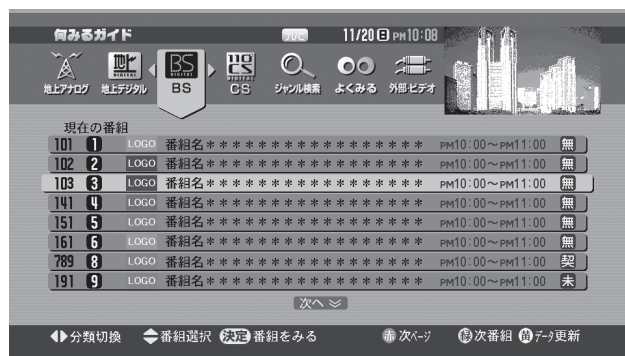 何みるガイド 11/20 日 PM10:08
地上アナログ 地上デジタル BS CS ジャンル検索 よくみる 外部・ビデオ
現在の番組
101 1 LOGO 番組名＊＊＊＊＊＊＊＊＊＊＊＊＊＊＊＊ PM10:00～PM11:00 無
102 2 LOGO 番組名＊＊＊＊＊＊＊＊＊＊＊＊＊＊＊＊ PM10:00～PM11:00 無
103 3 LOGO 番組名＊＊＊＊＊＊＊＊＊＊＊＊＊＊＊＊ PM10:00～PM11:00 無
141 4 LOGO 番組名＊＊＊＊＊＊＊＊＊＊＊＊＊＊＊＊ PM10:00～PM11:00 無
151 5 LOGO 番組名＊＊＊＊＊＊＊＊＊＊＊＊＊＊＊＊ PM10:00～PM11:00 無
161 6 LOGO 番組名＊＊＊＊＊＊＊＊＊＊＊＊＊＊＊＊ PM10:00～PM11:00 無
789 8 LOGO 番組名＊＊＊＊＊＊＊＊＊＊＊＊＊＊＊＊ PM10:00～PM11:00 契
191 9 LOGO 番組名＊＊＊＊＊＊＊＊＊＊＊＊＊＊＊＊ PM10:00～PM11:00 未
次へ
分類切換 番組選択 決定 番組をみる 赤 次ページ 緑 次番組 黄 データ更新